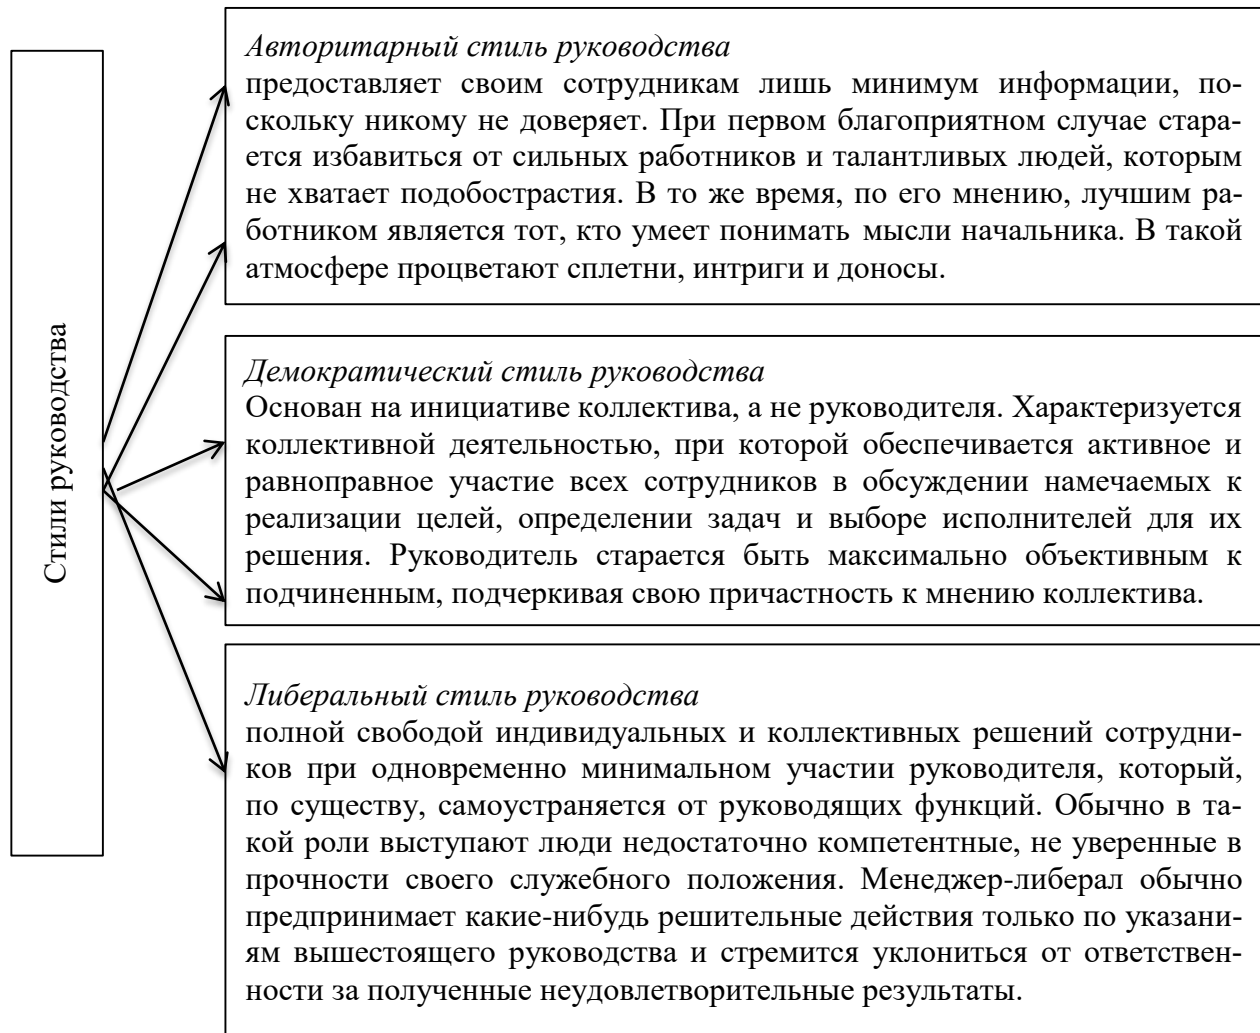 Стили руководства
Авторитарный стиль руководства
предоставляет своим сотрудникам лишь минимум информации, по-
скольку никому не доверяет. При первом благоприятном случае стара-
ется избавиться от сильных работников и талантливых людей, которым
не хватает подобострастия. В то же время, по его мнению, лучшим ра-
ботником является тот, кто умеет понимать мысли начальника. В такой
атмосфере процветают сплетни, интриги и доносы.
Демократический стиль руководства
Основан на инициативе коллектива, а не руководителя. Характеризуется
коллективной деятельностью, при которой обеспечивается активное и
равноправное участие всех сотрудников в обсуждении намечаемых к
реализации целей, определении задач и выборе исполнителей для их
решения. Руководитель старается быть максимально объективным к
подчиненным, подчеркивая свою причастность к мнению коллектива.
Либеральный стиль руководства
полной свободой индивидуальных и коллективных решений сотрудни-
ков при одновременно минимальном участии руководителя, который,
по существу, самоустраняется от руководящих функций. Обычно в та-
кой роли выступают люди недостаточно компетентные, не уверенные в
прочности своего служебного положения. Менеджер-либерал обычно
предпринимает какие-нибудь решительные действия только по указани-
ям вышестоящего руководства и стремится уклониться от ответствен-
ности за полученные неудовлетворительные результаты.